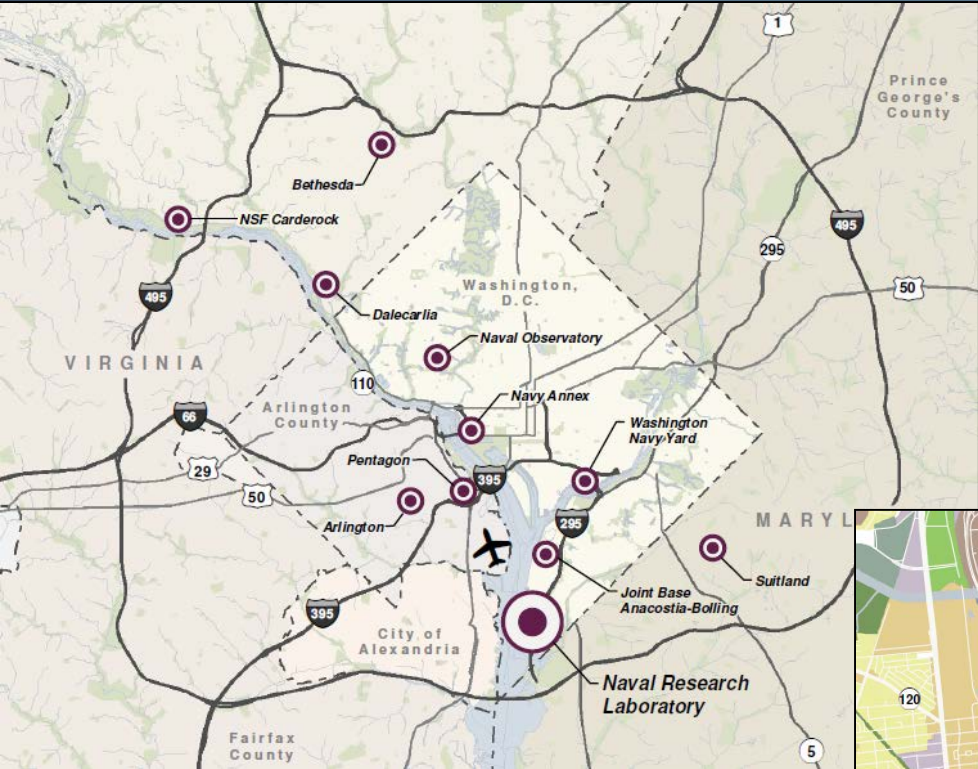 1
Prince
George's
County
Bethesda
NSF Carderock
495
295
50
495
Washington,
D.C.
Dalecarlia
Naval Observatory
VIRGINIA
110
Navy Annex
Arlington
County
66
Washington
Navy Yard
Pentagon
29
395
50
Arlington
295
MARYL
Suitland
Joint Base
Anacostia-Bolling
395
City of
Alexandria
Naval Research
Laboratory
120
Fairfax
County
5